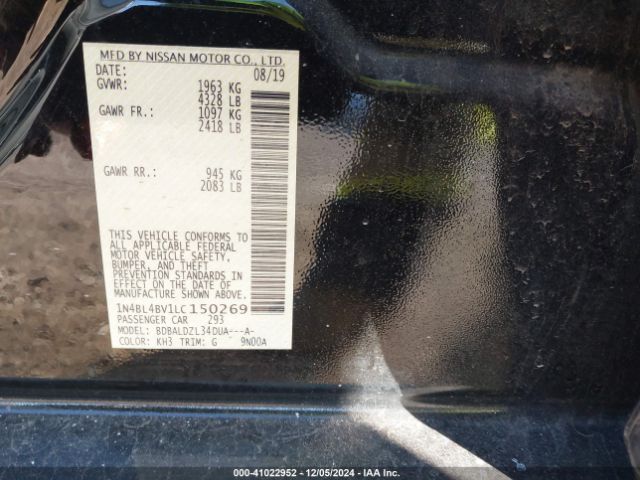 MFD BY NISSAN MOTOR CO., LTD.
DATE: 08/19
GVWR: 1963 KG
4328 LB
GAWR FR.: 1097 KG
2418 LB
GAWR RR.: 945 KG
2083 LB
THIS VEHICLE CONFORMS TO
ALL APPLICABLE FEDERAL
MOTOR VEHICLE SAFETY,
BUMPER, AND THEFT
PREVENTION STANDARDS IN
EFFECT ON THE DATE OF
MANUFACTURE SHOWN ABOVE.
1N4BL4BV1LC150269
PASSENGER CAR 293
MODEL: BDBALDZL34DUA---A-
COLOR: KH3 TRIM: G 9N00A
000-41022952 - 12/05/2024 - IAA Inc.